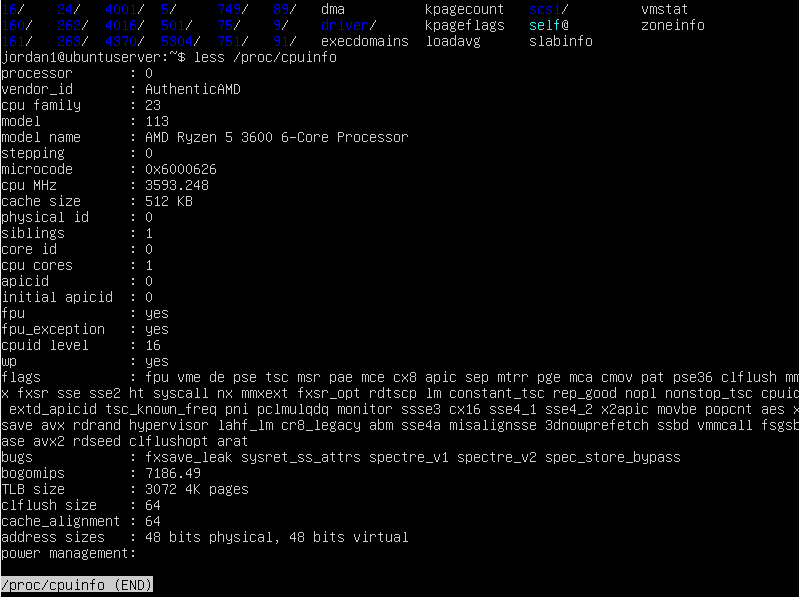 16/ 24/ 4001/ 5/ 749/ 89/ dma kpagecount scsi/ vmstat
160/ 262/ 4016/ 501/ 75/ 9/ driver/ kpageflags self@ zoneinfo
161/ 263/ 4370/ 5304/ 751/ 91/ execdomains loadavg slabinfo
jordan1@ubuntuserver:~$ less /proc/cpuinfo
processor : 0
vendor_id : AuthenticAMD
cpu family : 23
model : 113
model name : AMD Ryzen 5 3600 6-Core Processor
stepping : 0
microcode : 0x6000626
cpu MHz : 3593.248
cache size : 512 KB
physical id : 0
siblings : 1
core id : 0
cpu cores : 1
apicid : 0
initial apicid : 0
fpu : yes
fpu_exception : yes
cpuid level : 16
wp : yes
flags : fpu vme de pse tsc msr pae mce cx8 apic sep mtrr pge mca cmov pat pse36 clflush mm
x fxsr sse sse2 ht syscall nx mmxext fxsr_opt rdtscp lm constant_tsc rep_good nopl nonstop_tsc cpuid
extd_apicid tsc_known_freq pni pclmulqdq monitor ssse3 cx16 sse4_1 sse4_2 x2apic movbe popcnt aes x
save avx rdrand hypervisor lahf_lm cr8_legacy abm sse4a misalignsse 3dnowprefetch ssbd vmmcall fsgsb
ase avx2 rdseed clflushopt arat
bugs : fxsave_leak sysret_ss_attrs spectre_v1 spectre_v2 spec_store_bypass
bogomips : 7186.49
TLB size : 3072 4K pages
clflush size : 64
cache_alignment : 64
address sizes : 48 bits physical, 48 bits virtual
power management:
/proc/cpuinfo (END)